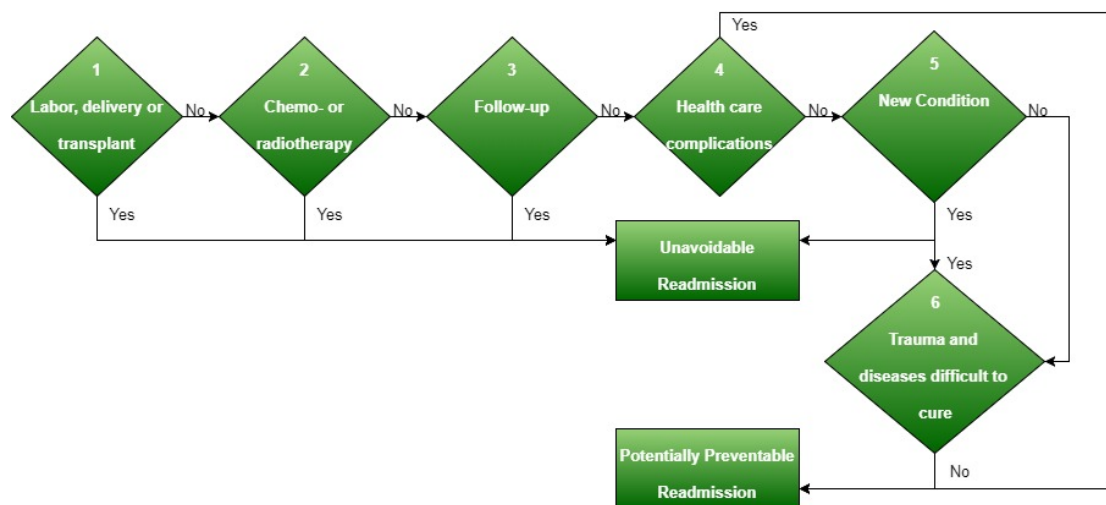 Yes
1
Labor, delivery or
transplant
No
2
Chemo- or
radiotherapy
No
3
Follow-up
No
4
Health care
complications
No
5
New Condition
No
Yes
Yes
Yes
Yes
Unavoidable
Readmission
Yes
6
Trauma and
diseases difficult to
cure
Potentially Preventable
Readmission
No